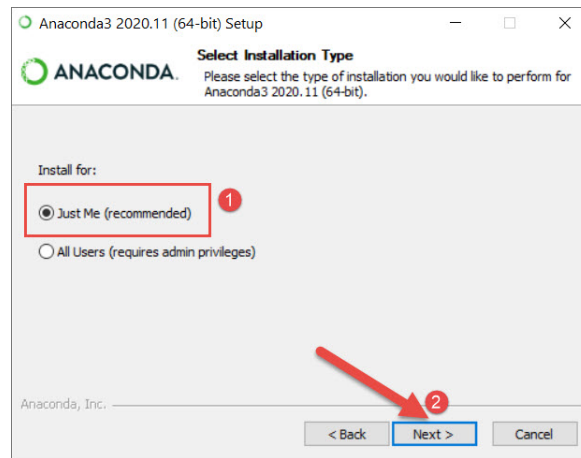 Anaconda3 2020.11 (64-bit) Setup
ANACONDA.
Select Installation Type
Please select the type of installation you would like to perform for
Anaconda3 2020.11 (64-bit).
Install for:
Just Me (recommended)
1
All Users (requires admin privileges)
Anaconda, Inc.
2
< Back
Next >
Cancel